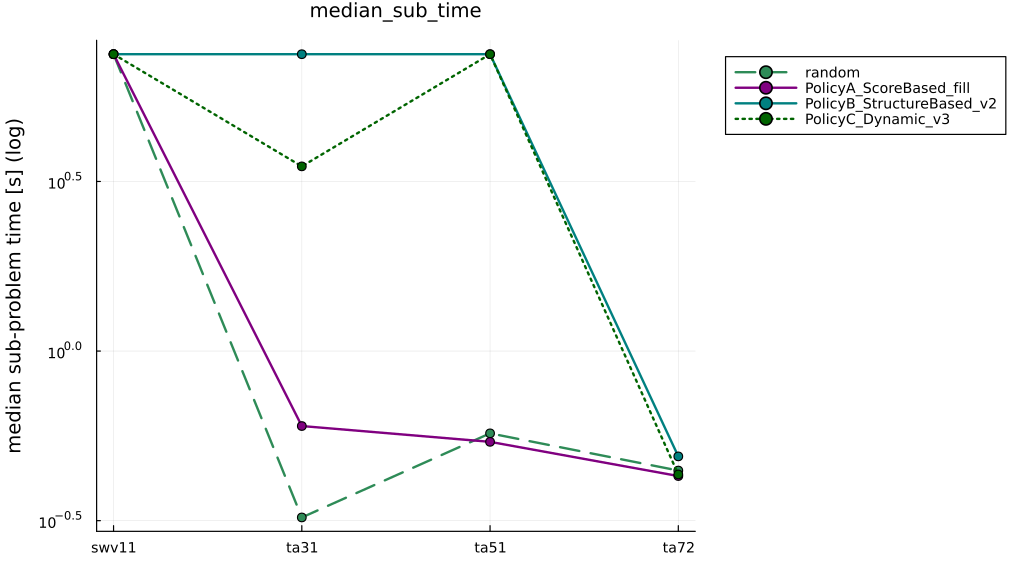 median_sub_time
median sub-problem time [s] (log)
10^0.5
10^0.0
10^−0.5
swv11
ta31
ta51
ta72
random
PolicyA_ScoreBased_fill
PolicyB_StructureBased_v2
PolicyC_Dynamic_v3